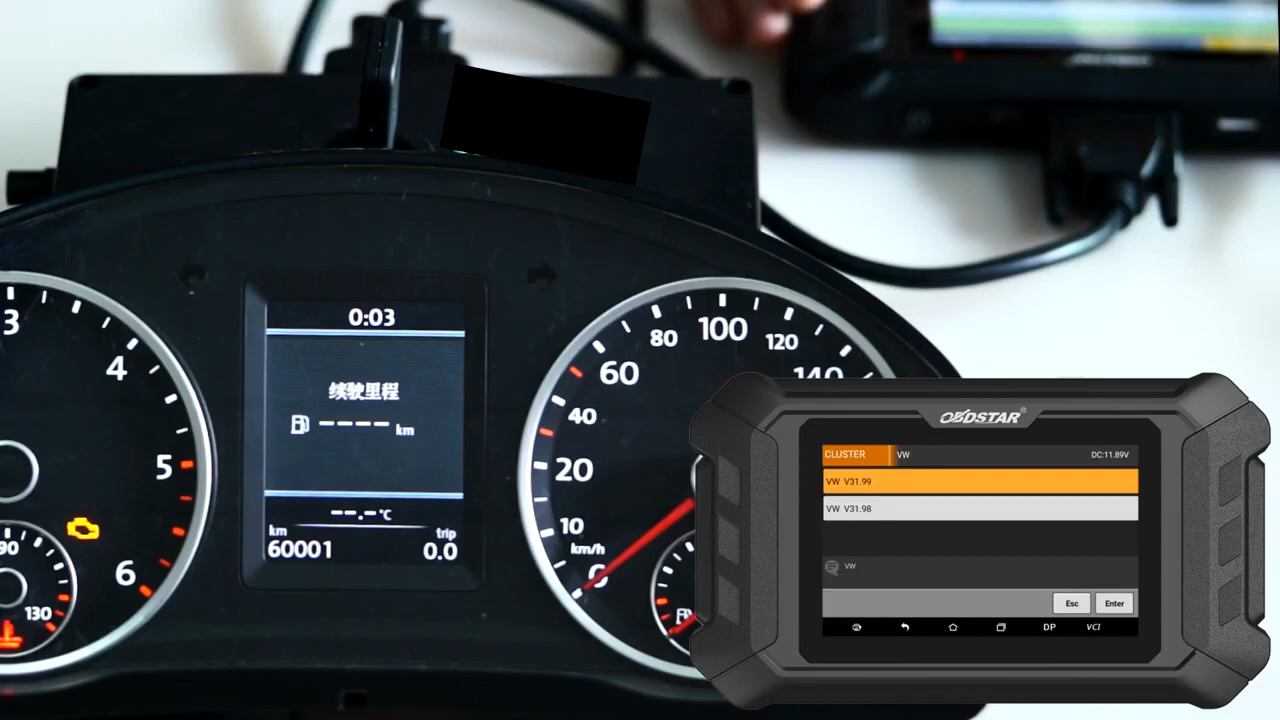 0:03
续驶里程
---- km
--.-°C
km
trip
60001
0.0
3
4
5
6
90
130
0
10
20
40
60
80
100
120
140
km/h
OBDSTAR®
CLUSTER
VW
DC:11.89V
VW V31.99
VW V31.98
VW
Esc
Enter
DP
VCI